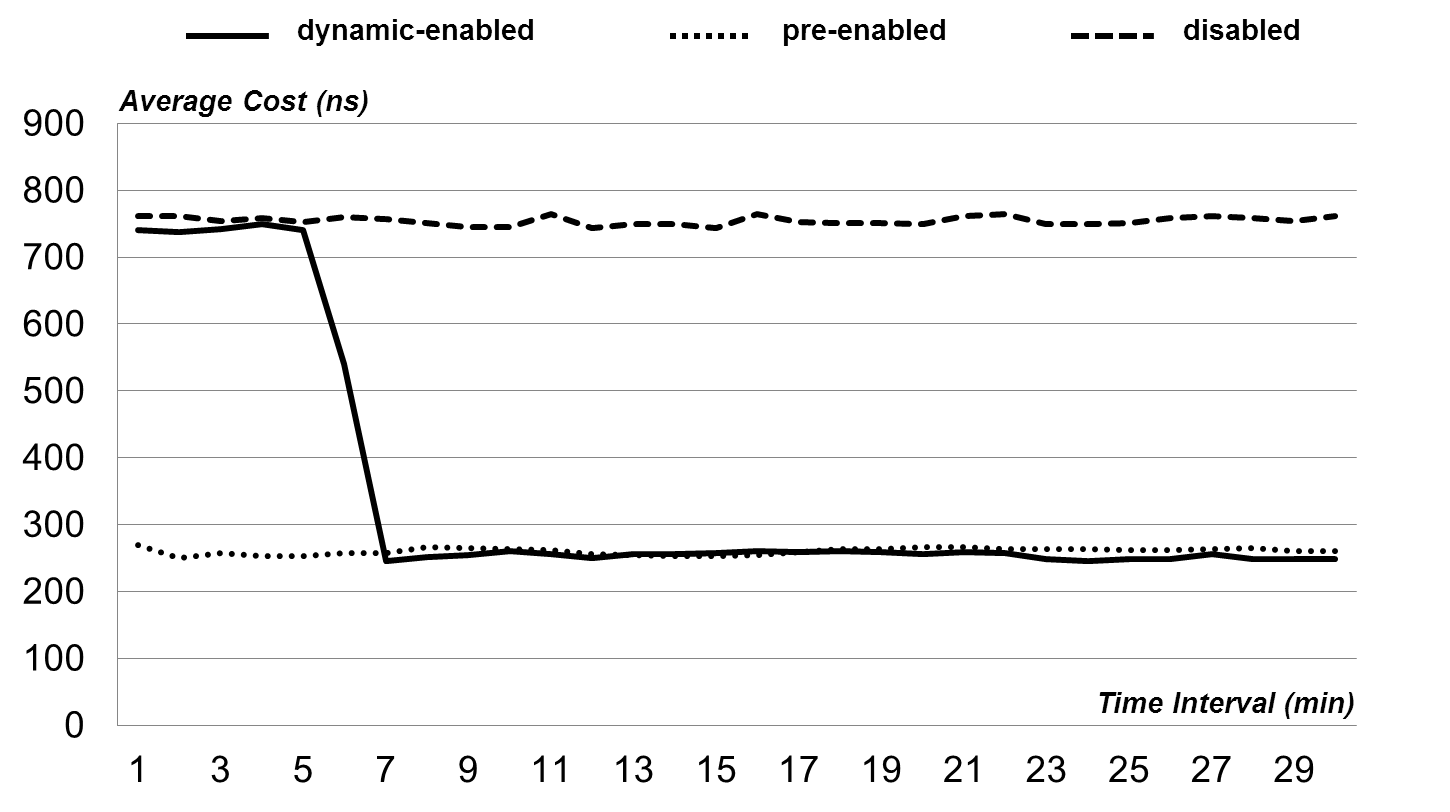 dynamic-enabled pre-enabled disabled
Average Cost (ns)
900
800
700
600
500
400
300
200
100
Time Interval (min)
0
1 3 5 7 9 11 13 15 17 19 21 23 25 27 29